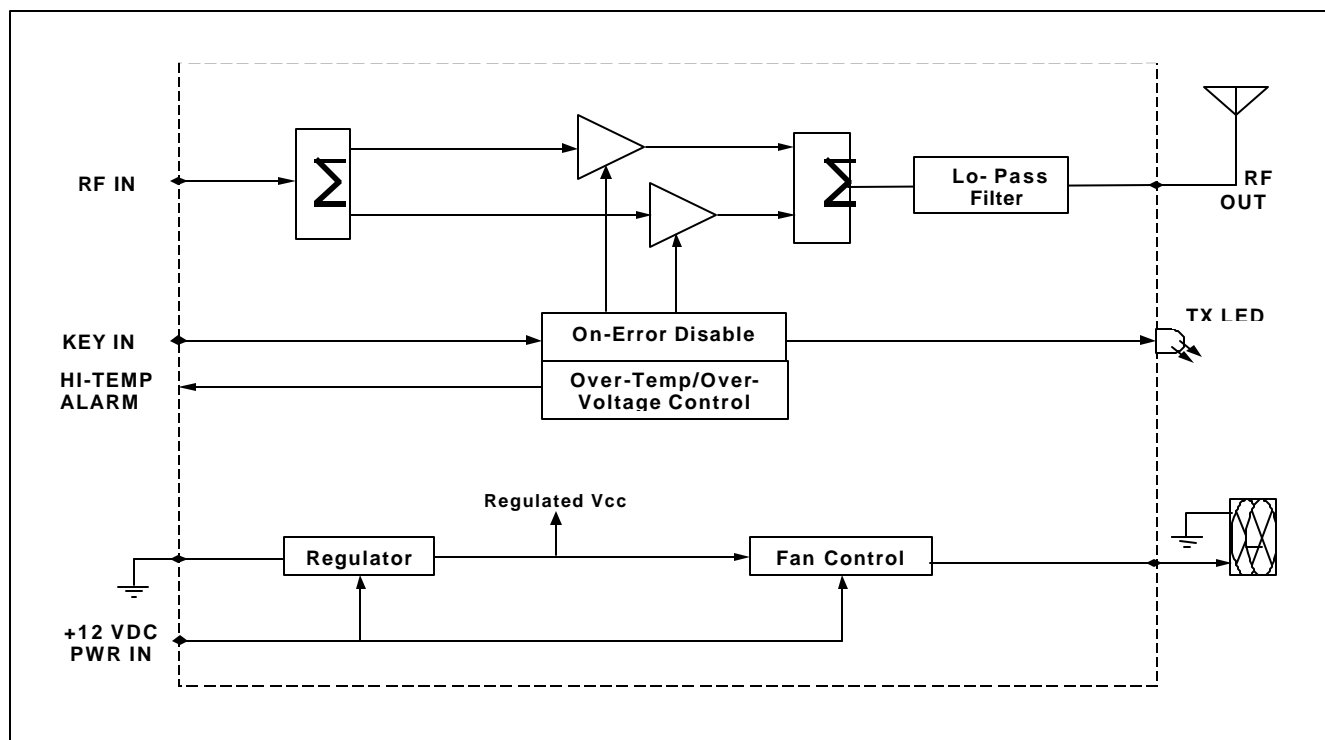 RF IN
Σ
Σ
Lo- Pass
Filter
RF
OUT
KEY IN
On-Error Disable
TX LED
HI-TEMP
ALARM
Over-Temp/Over-
Voltage Control
Regulated Vcc
Regulator
Fan Control
+12 VDC
PWR IN